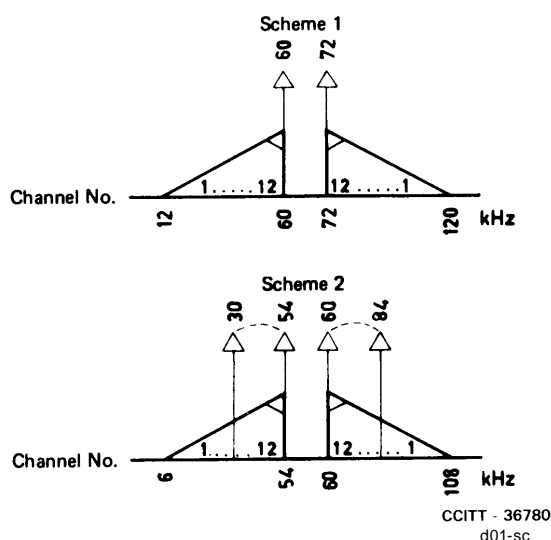 Scheme 1
60 72
1.....12 12.....1
Channel No.
12 60 72 120 kHz
Scheme 2
30 54 60 84
1.....12 12.....1
Channel No.
6 54 60 108 kHz
CCITT - 36780
d01-sc